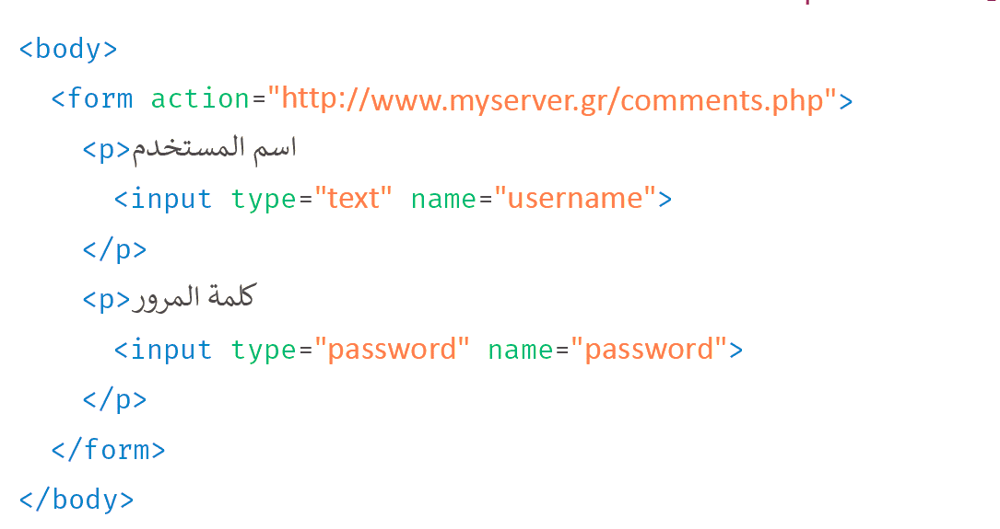 <body>
<form action="http://www.myserver.gr/comments.php">
<p>اسم المستخدم
<input type="text" name="username">
</p>
<p>كلمة المرور
<input type="password" name="password">
</p>
</form>
</body>